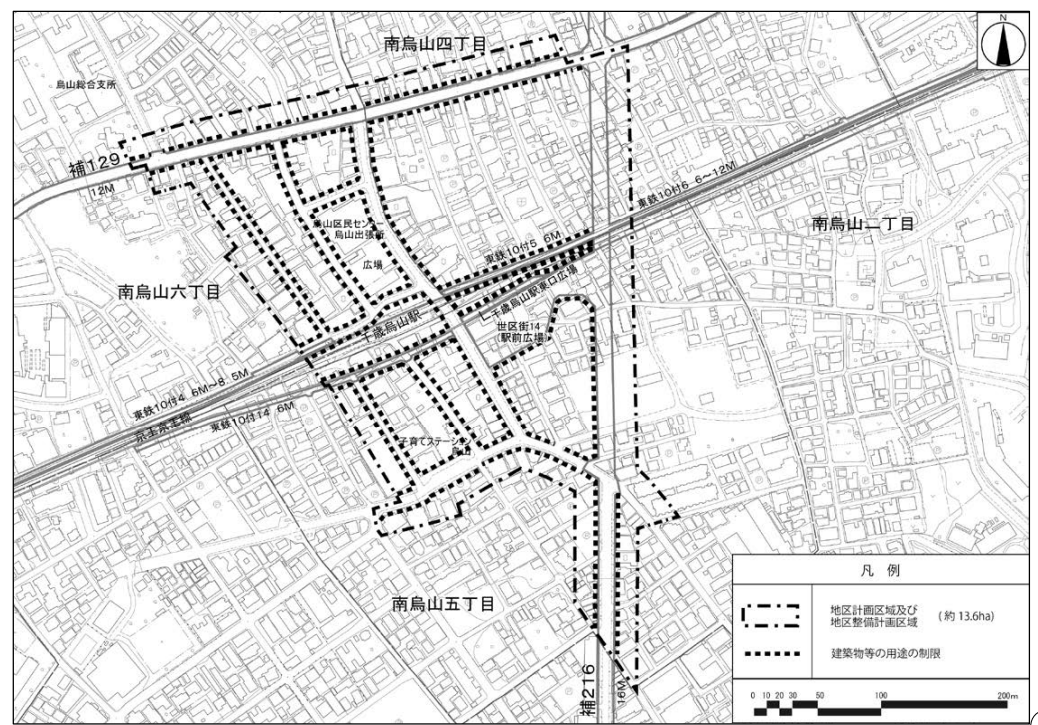 南烏山四丁目
N
烏山総合支所
補129
12M
東鉄10付6 6~12M
南烏山二丁目
烏山区民センター
烏山出張所
東鉄10付5 6M
広場
千歳烏山駅東口広場
南烏山六丁目
千歳烏山駅
世区街14
(駅前広場)
東鉄10付4 6M~8.5M
京王京王線
東鉄10付14 6M
子育てステーション
烏山
南烏山五丁目
補216
16M
凡 例
地区計画区域及び
地区整備計画区域 (約13.6ha)
建築物等の用途の制限
0 10 20 30 50 100 200m